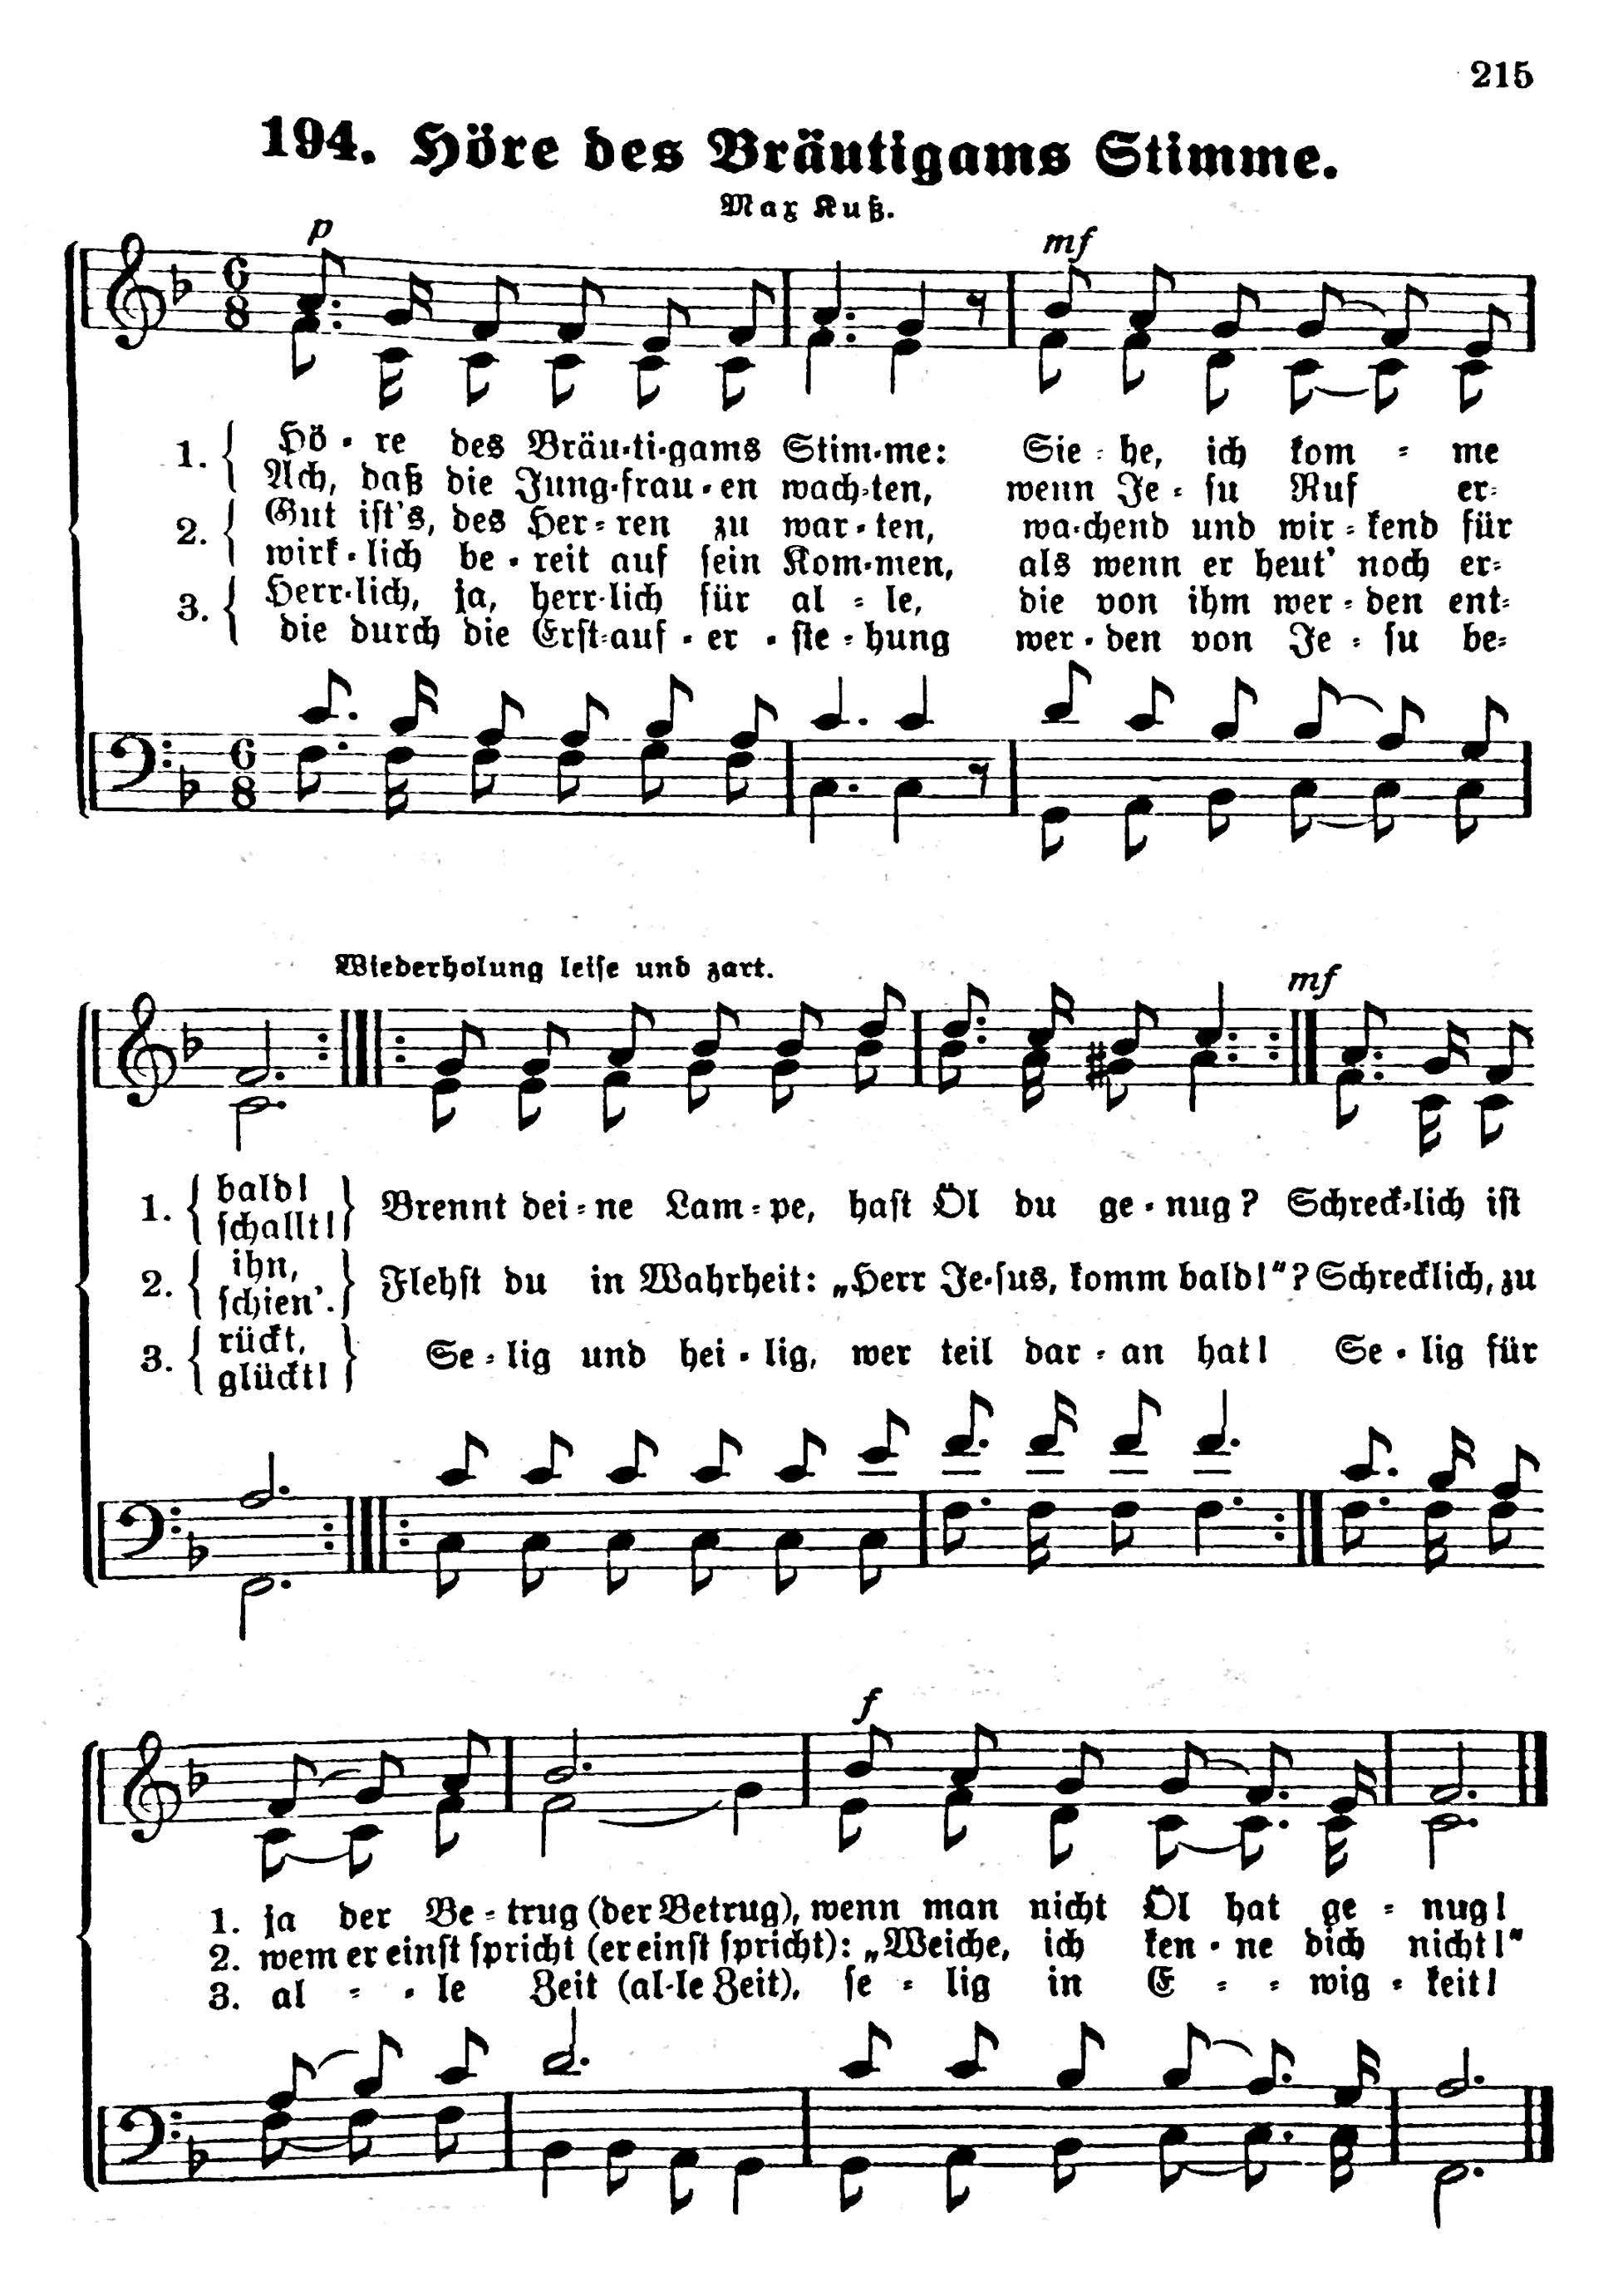 215
194. Höre des Bräutigams Stimme.
Max Kuß.
p
mf
1. Hö - re des Bräu-ti-gams Stim-me: Sie - he, ich kom - me
Ach, daß die Jung-frau-en wach-ten, wenn Je - su Ruf er-
2. Gut ist's, des Her-ren zu war-ten, wa-chend und wir-kend für
wirk-lich be-reit auf sein Kom-men, als wenn er heut' noch er-
3. Herr-lich, ja, herr-lich für al - le, die von ihm wer-den ent-
die durch die Erst-auf-er-ste-hung wer-den von Je - su be-
Wiederholung leise und zart.
mf
1. bald!
schallt! Brennt dei-ne Lam-pe, hast Öl du ge-nug? Schreck-lich ist
2. ihn,
schien'. Flehst du in Wahrheit: „Herr Je-sus, komm bald!“? Schrecklich, zu
3. rückt,
glückt! Se-lig und hei-lig, wer teil dar-an hat! Se-lig für
f
1. ja der Be-trug (der Betrug), wenn man nicht Öl hat ge - nug!
2. wem er einst spricht (er einst spricht): „Weiche, ich ken-ne dich nicht!“
3. al - - le Zeit (al-le Zeit), se - lig in E - - wig - keit!